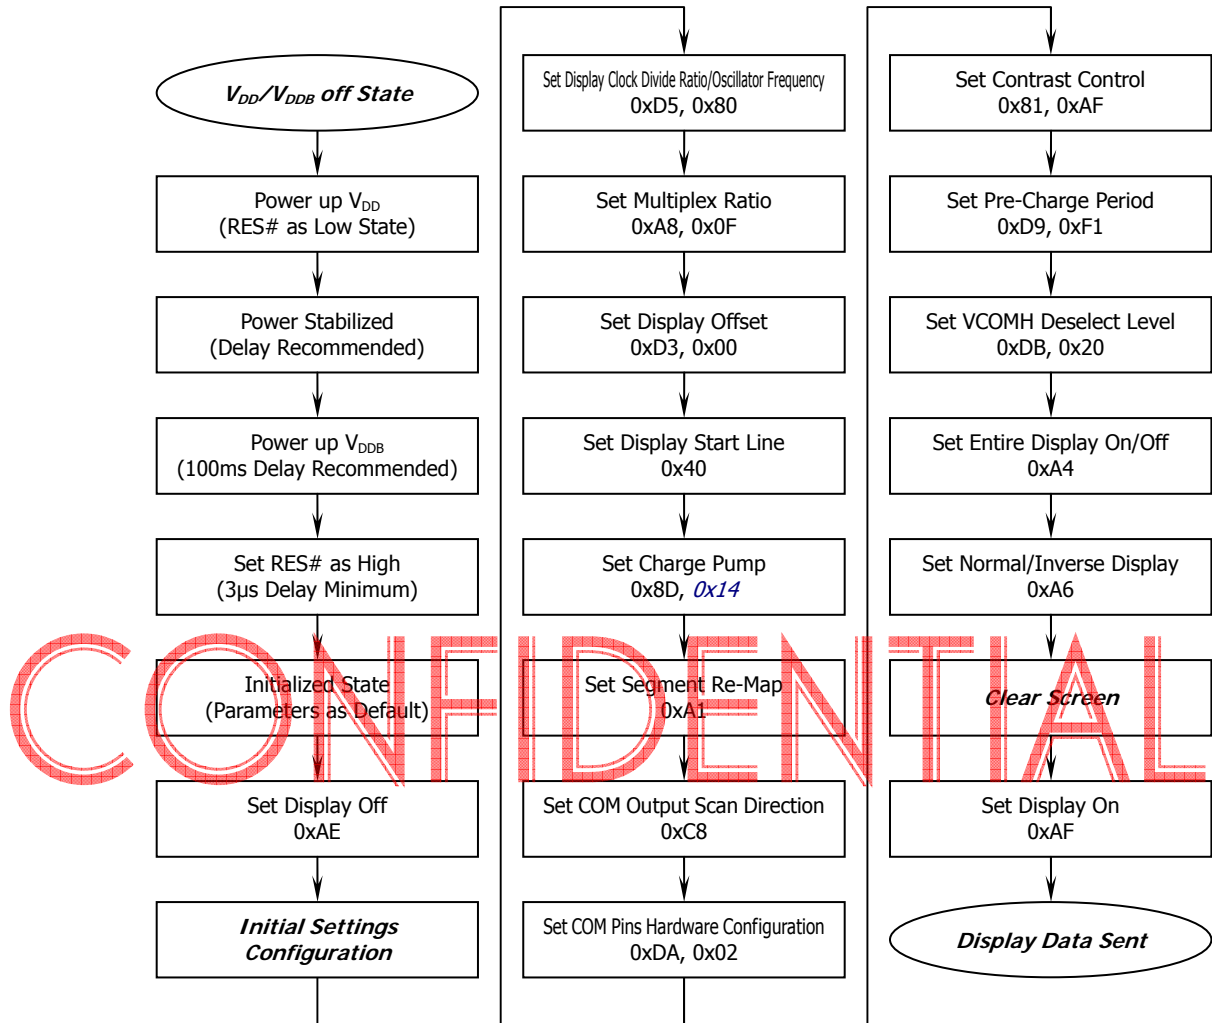 V_DD/V_DDB off State
Power up V_DD
(RES# as Low State)
Power Stabilized
(Delay Recommended)
Power up V_DDB
(100ms Delay Recommended)
Set RES# as High
(3μs Delay Minimum)
Initialized State
(Parameters as Default)
Set Display Off
0xAE
Initial Settings
Configuration
Set Display Clock Divide Ratio/Oscillator Frequency
0xD5, 0x80
Set Multiplex Ratio
0xA8, 0x0F
Set Display Offset
0xD3, 0x00
Set Display Start Line
0x40
Set Charge Pump
0x8D, 0x14
Set Segment Re-Map
0xA1
Set COM Output Scan Direction
0xC8
Set COM Pins Hardware Configuration
0xDA, 0x02
Set Contrast Control
0x81, 0xAF
Set Pre-Charge Period
0xD9, 0xF1
Set VCOMH Deselect Level
0xDB, 0x20
Set Entire Display On/Off
0xA4
Set Normal/Inverse Display
0xA6
Clear Screen
Set Display On
0xAF
Display Data Sent
CONFIDENTIAL